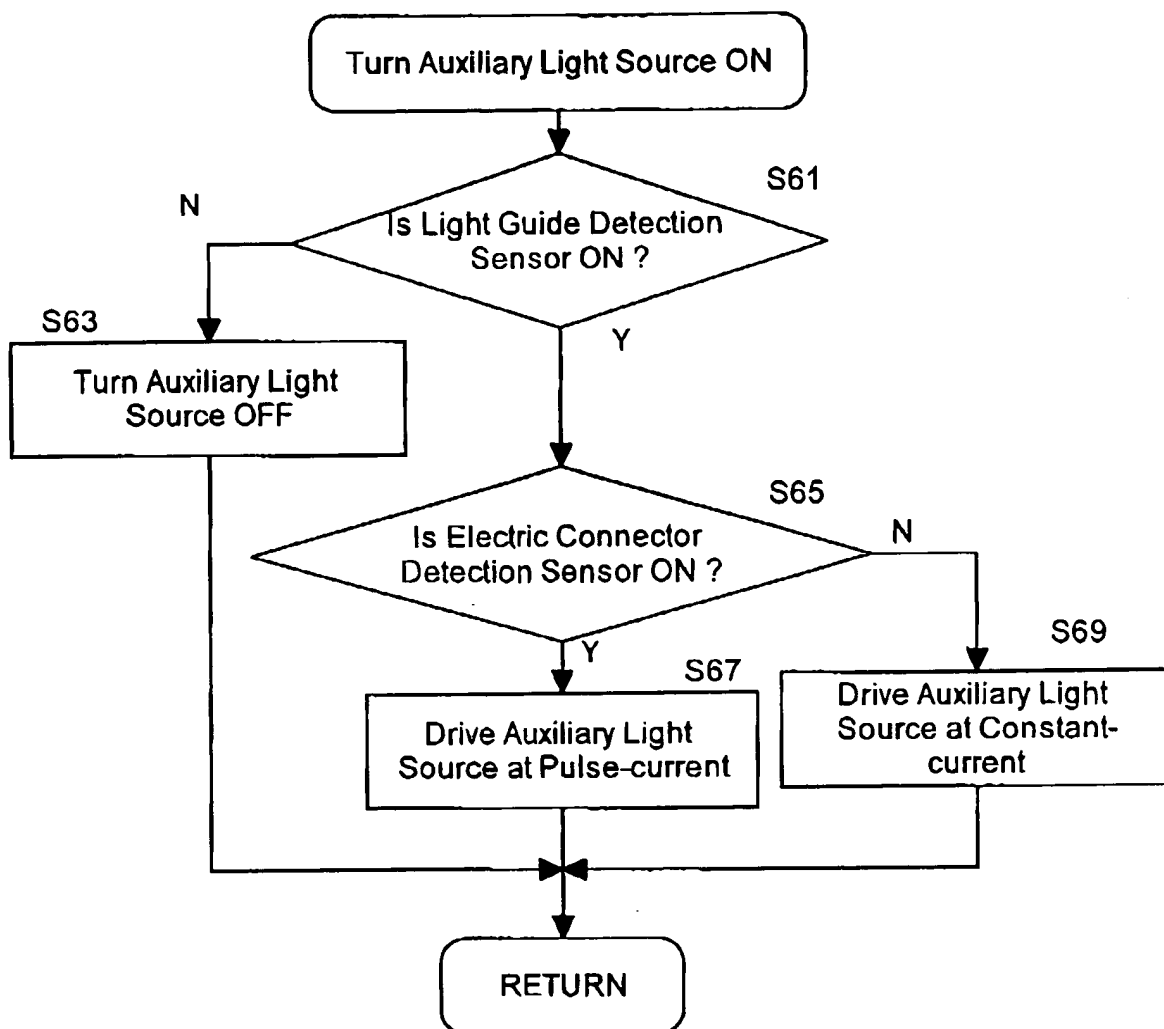 Turn Auxiliary Light Source ON
S61
N
Is Light Guide Detection
Sensor ON ?
Y
S63
Turn Auxiliary Light
Source OFF
S65
Is Electric Connector
Detection Sensor ON ?
N
Y
S67
Drive Auxiliary Light
Source at Pulse-current
S69
Drive Auxiliary Light
Source at Constant-
current
RETURN